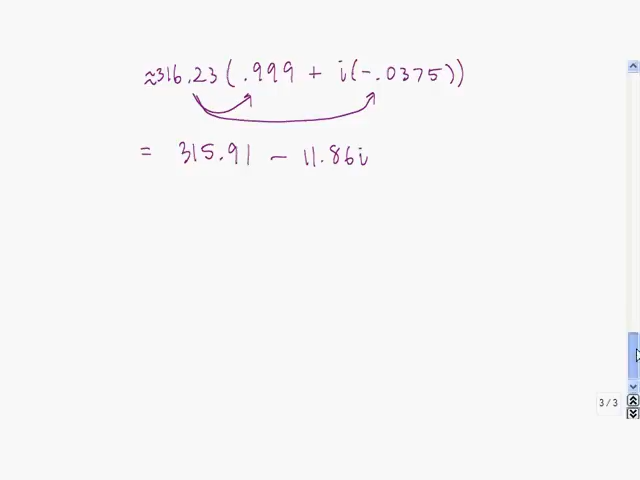 ≈316.23(.999 + i(-.0375))
= 315.91 - 11.86i
3/3